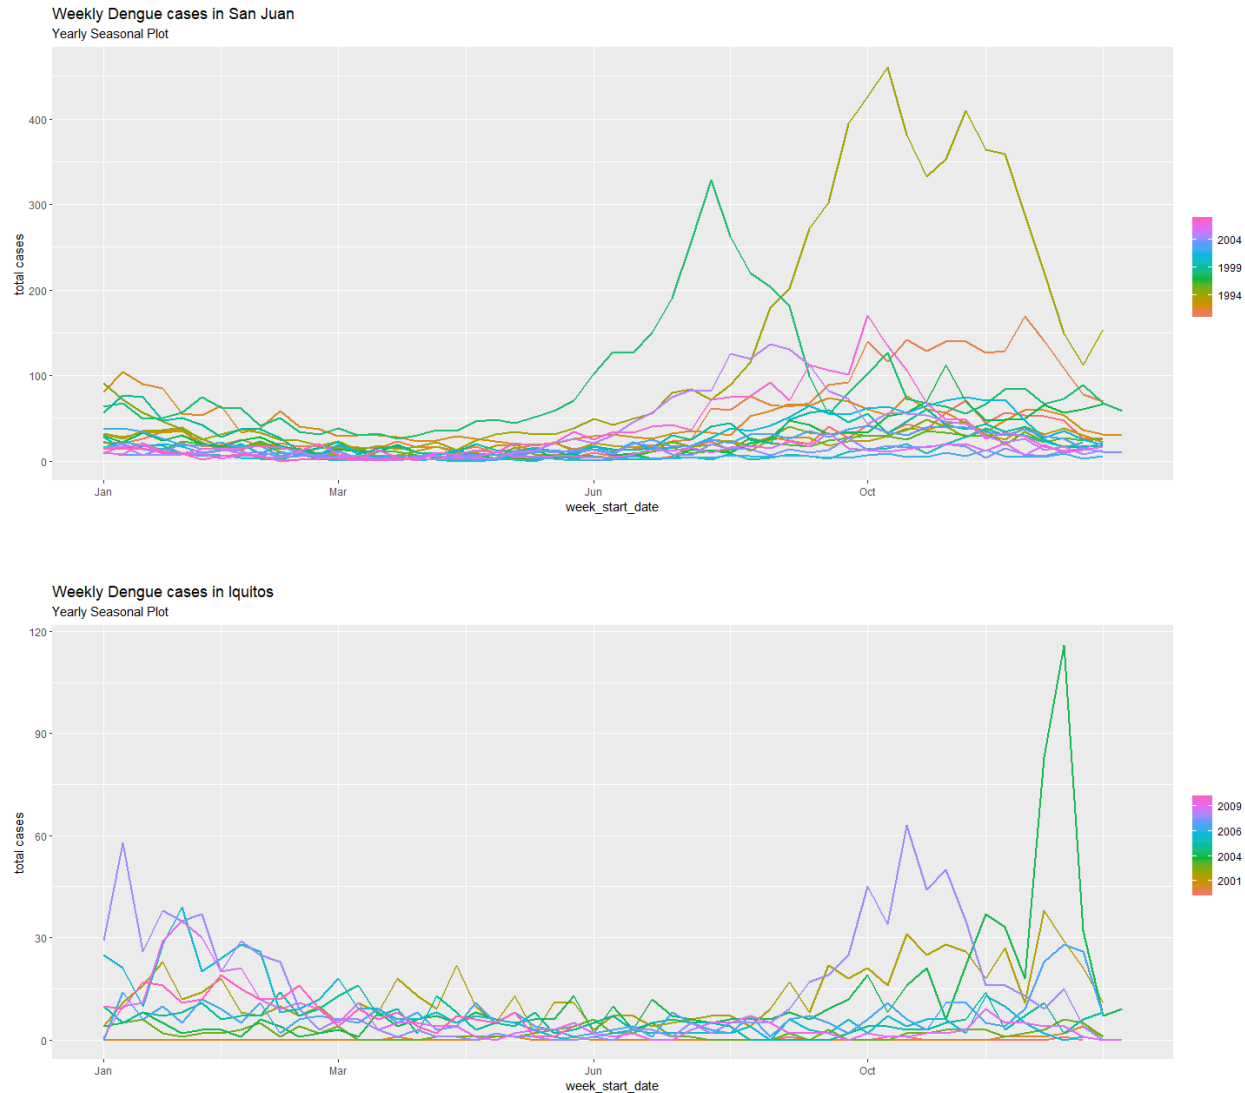 Weekly Dengue cases in San Juan
Yearly Seasonal Plot
400
300
200
100
0
total cases
Jan
Mar
Jun
Oct
week_start_date
2004
1999
1994
Weekly Dengue cases in Iquitos
Yearly Seasonal Plot
120
90
60
30
0
total cases
Jan
Mar
Jun
Oct
week_start_date
2009
2006
2004
2001